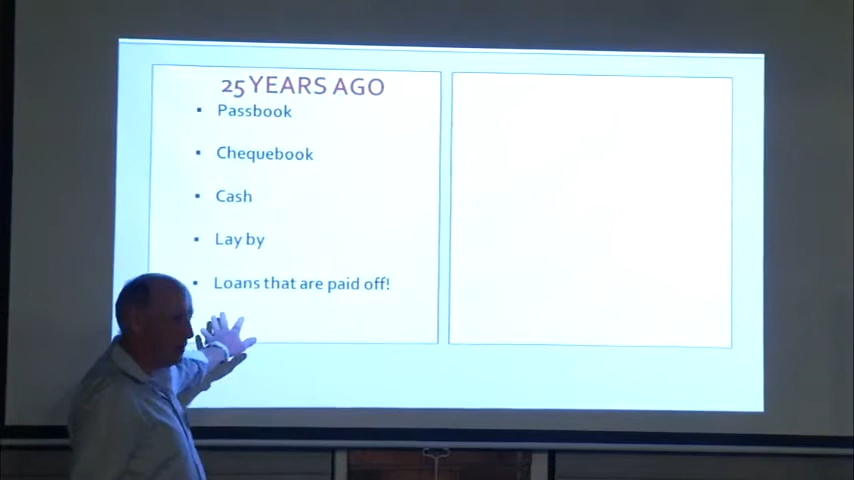 25 YEARS AGO
▪ Passbook
▪ Chequebook
▪ Cash
▪ Lay by
▪ Loans that are paid off!